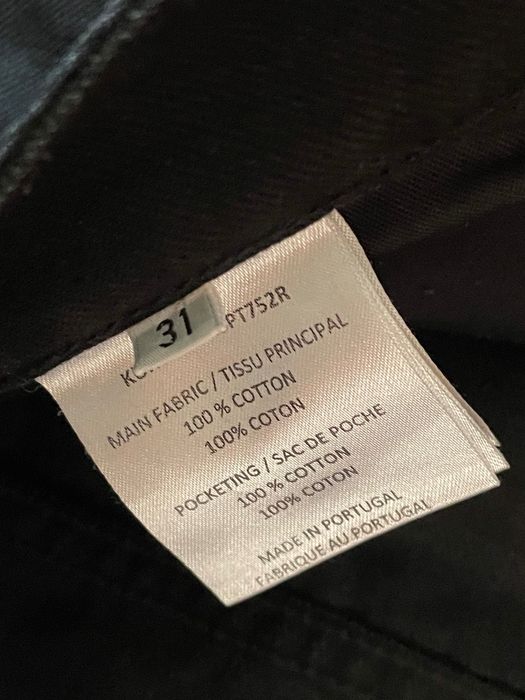 31
PT752R
MAIN FABRIC / TISSU PRINCIPAL
100 % COTTON
100% COTON
POCKETING / SAC DE POCHE
100 % COTTON
100% COTON
MADE IN PORTUGAL
FABRIQUE AU PORTUGAL